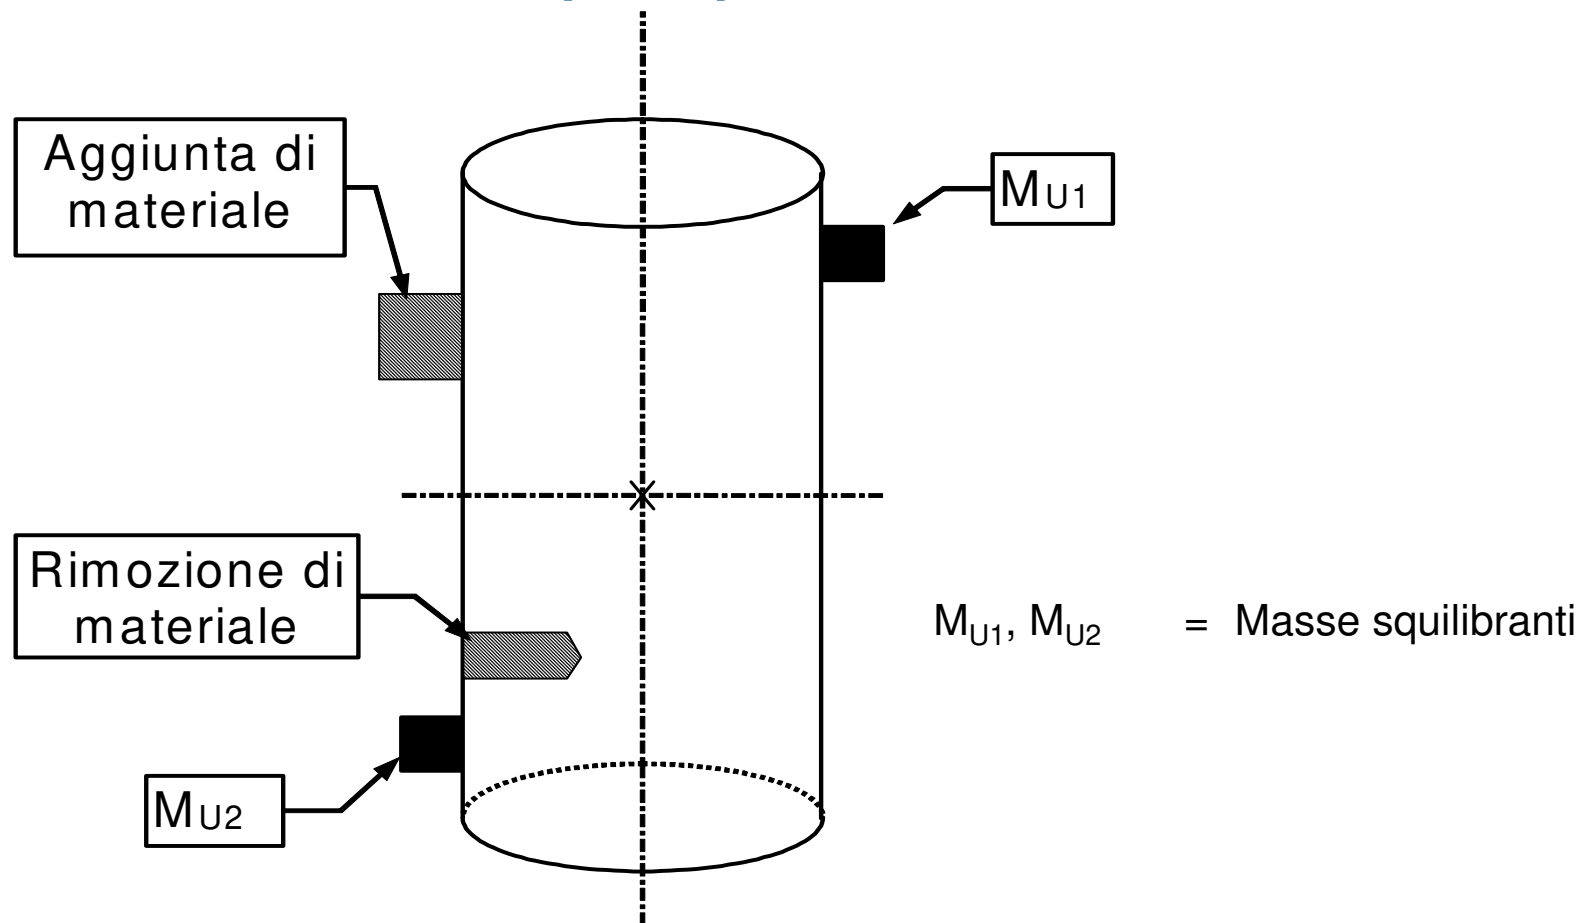 Aggiunta di
materiale
MU1
Rimozione di
materiale
MU1, MU2 = Masse squilibranti
MU2